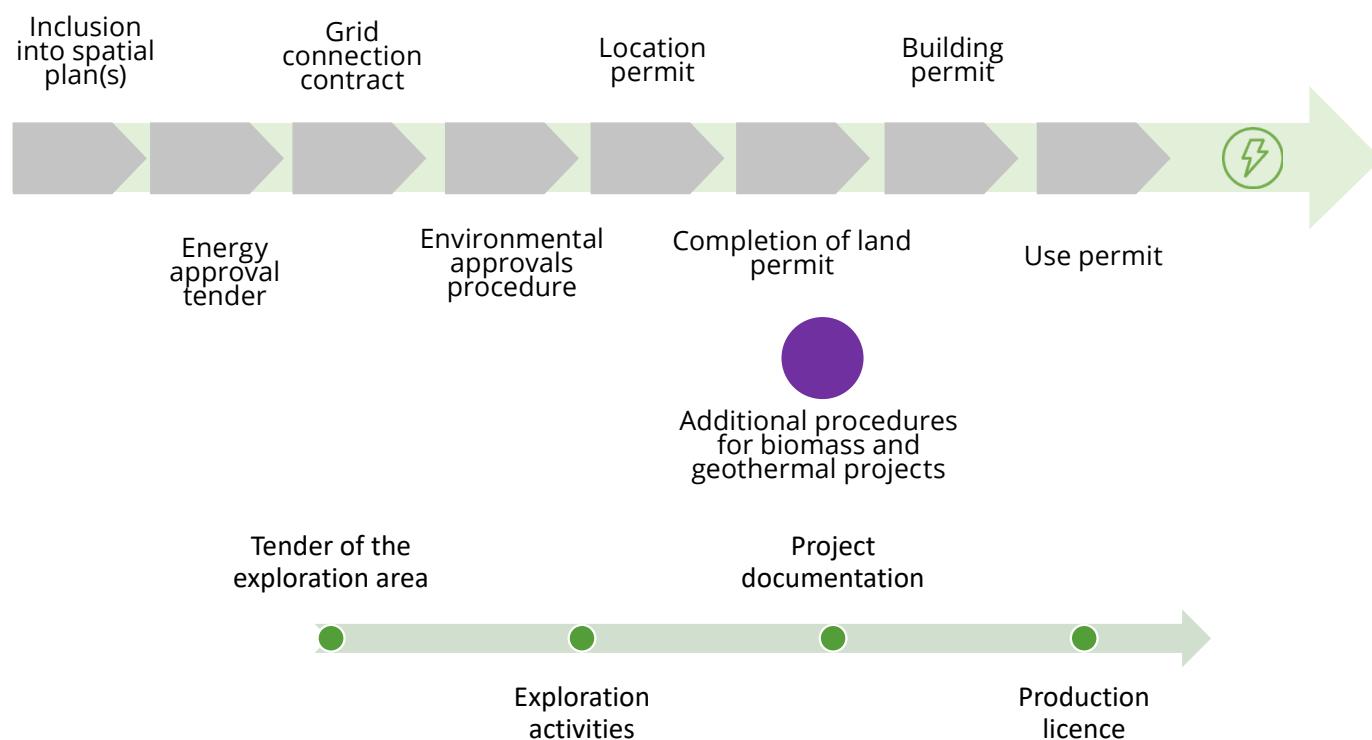 Inclusion
into spatial
plan(s)
Grid
connection
contract
Location
permit
Building
permit
Energy
approval
tender
Environmental
approvals
procedure
Completion of land
permit
Use permit
Additional procedures
for biomass and
geothermal projects
Tender of the
exploration area
Project
documentation
Exploration
activities
Production
licence